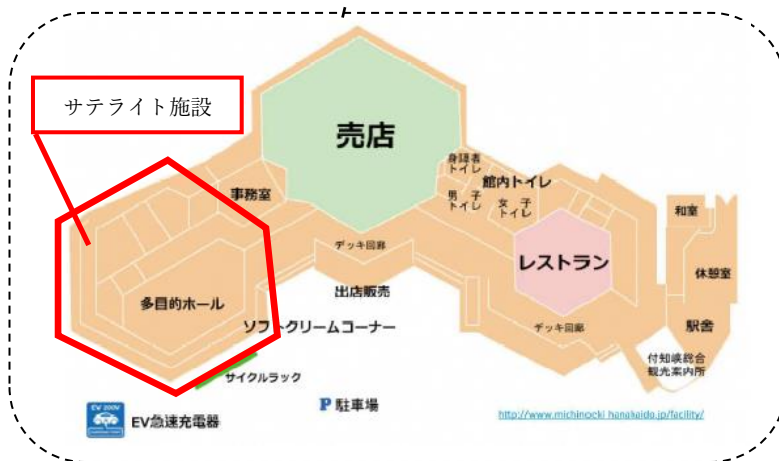 サテライト施設
売店
身障者
トイレ
館内トイレ
男 子
トイレ
女 子
トイレ
事務室
和室
デッキ回廊
レストラン
休憩室
出店販売
多目的ホール
ソフトクリームコーナー
デッキ回廊
駅舎
付知峡総合
観光案内所
サイクルラック
P 駐車場
EV 200V
EV急速充電器
http://www.michinocki hanakaido.jp/facility/